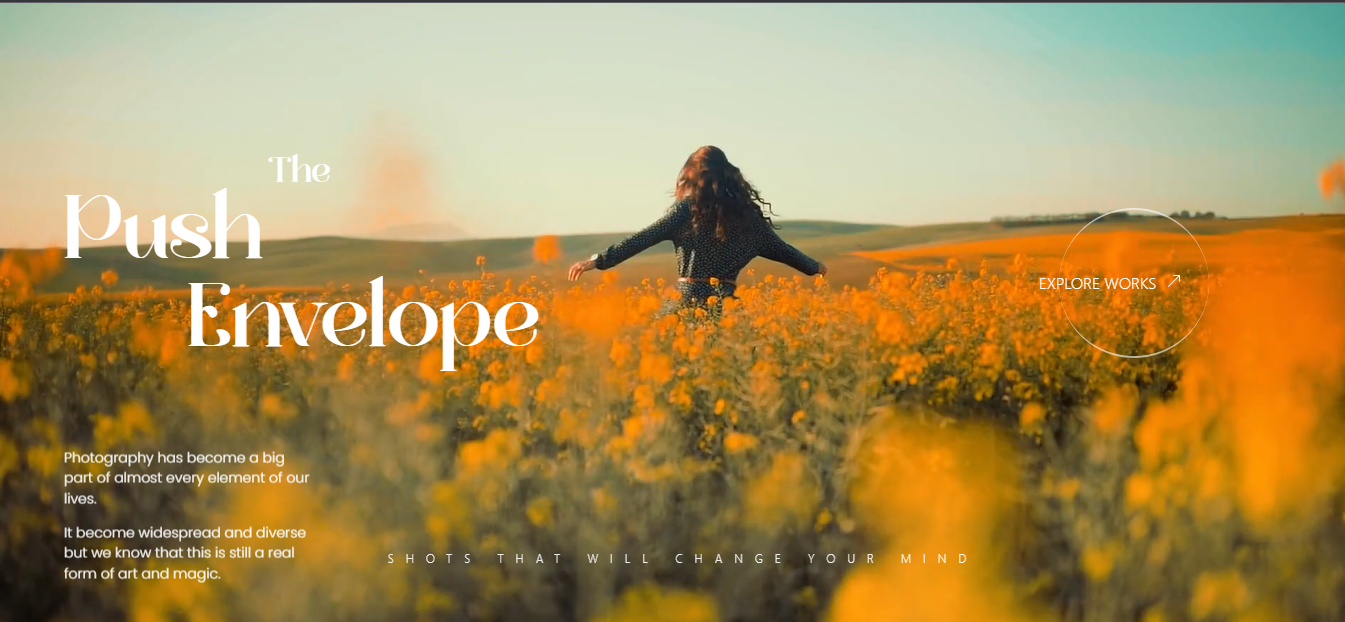 The
Push
Envelope
EXPLORE WORKS
Photography has become a big
part of almost every element of our
lives.
It become widespread and diverse
but we know that this is still a real
form of art and magic.
SHOTS THAT WILL CHANGE YOUR MIND